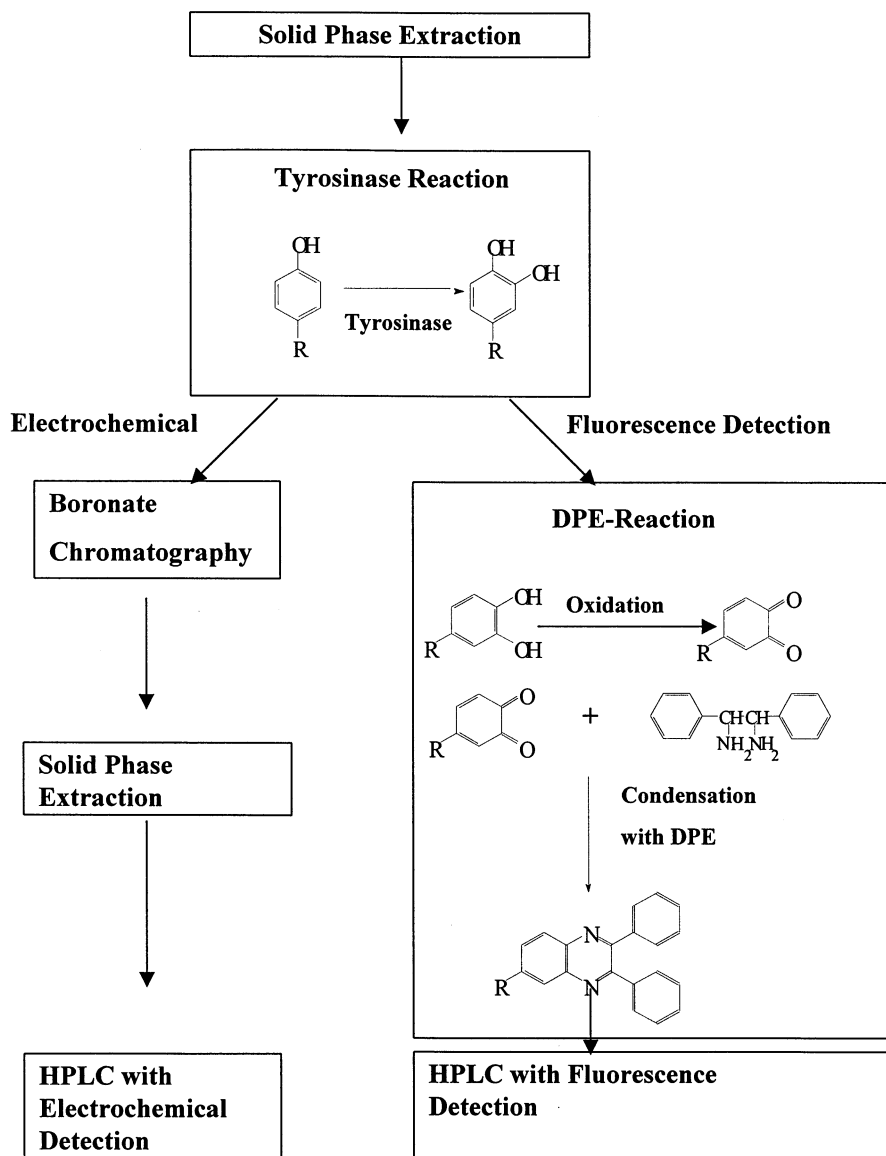 Solid Phase Extraction
Tyrosinase Reaction
OH
OH
OH
Tyrosinase
R
R
Electrochemical
Fluorescence Detection
Boronate
Chromatography
DPE-Reaction
OH
Oxidation
O
R
OH
R
O
O
+
R
O
CHCH
NH2NH2
Solid Phase
Extraction
Condensation
with DPE
N
R
N
HPLC with
Electrochemical
Detection
HPLC with Fluorescence
Detection